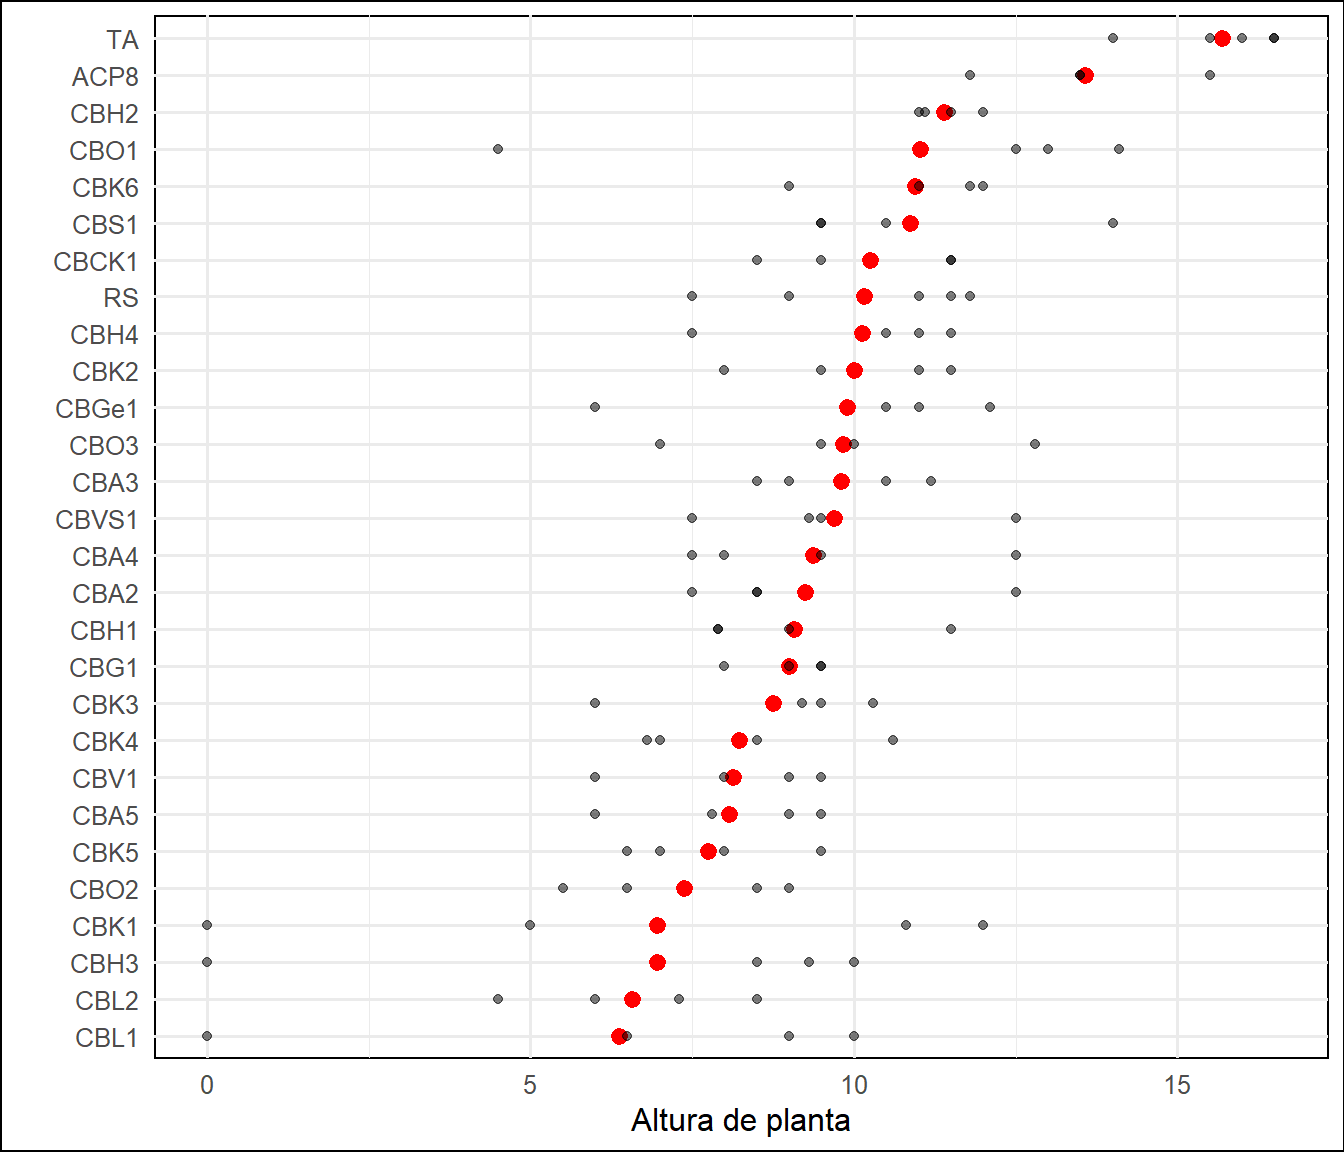 TA
ACP8
CBH2
CBO1
CBK6
CBS1
CBCK1
RS
CBH4
CBK2
CBGe1
CBO3
CBA3
CBVS1
CBA4
CBA2
CBH1
CBG1
CBK3
CBK4
CBV1
CBA5
CBK5
CBO2
CBK1
CBH3
CBL2
CBL1
0 5 10 15
Altura de planta